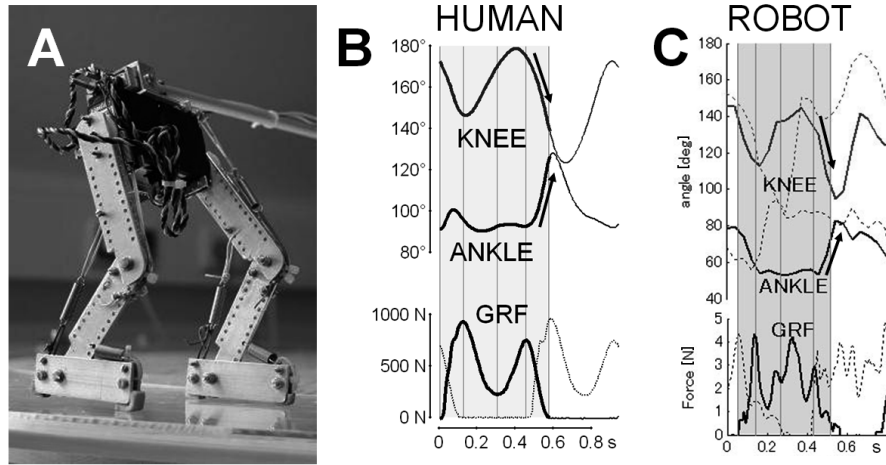 A
B
HUMAN
180°
160°
140°
120°
100°
80°
KNEE
ANKLE
1000 N
500 N
0 N
GRF
0
0.2
0.4
0.6
0.8
s
C
ROBOT
180
160
140
120
100
80
60
40
angle [deg]
KNEE
ANKLE
5
4
3
2
1
0
Force [N]
GRF
0
0.2
0.4
0.6
0.8
s